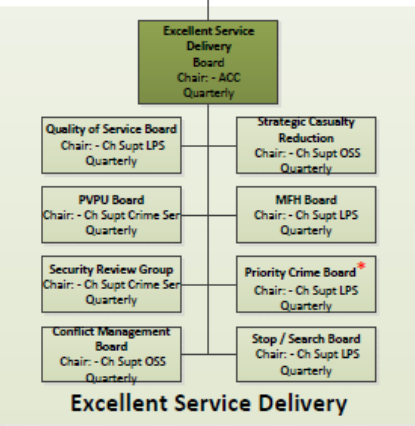 Excellent Service
Delivery
Board
Chair: - ACC
Quarterly
Quality of Service Board
Chair: - Ch Supt LPS
Quarterly
Strategic Casualty
Reduction
Chair: - Ch Supt OSS
Quarterly
PVPU Board
Chair: - Ch Supt Crime Ser
Quarterly
MFH Board
Chair: - Ch Supt LPS
Quarterly
Security Review Group
Chair: - Ch Supt Crime Ser
Quarterly
Priority Crime Board*
Chair: - Ch Supt LPS
Quarterly
Conflict Management
Board
Chair: - Ch Supt OSS
Quarterly
Stop / Search Board
Chair: - Ch Supt LPS
Quarterly
Excellent Service Delivery